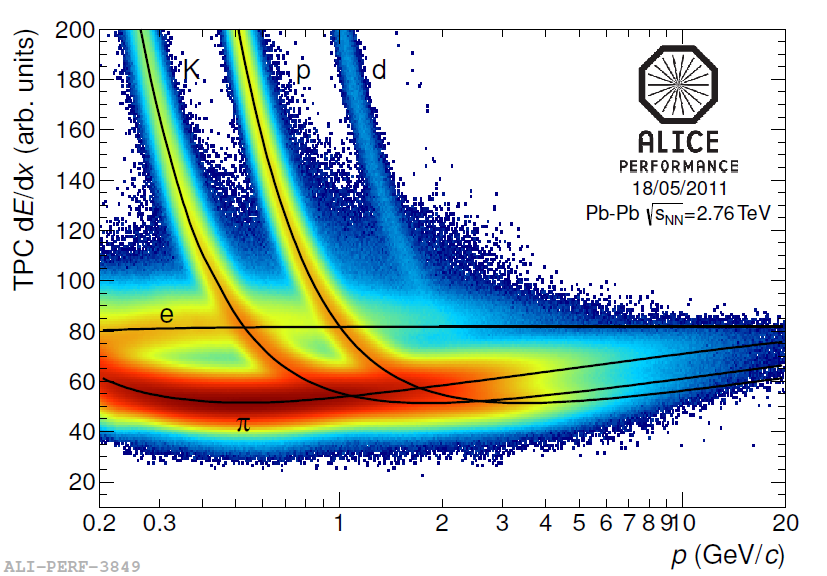 TPC dE/dx (arb. units)
200
180
160
140
120
100
80
60
40
20
K
p
d
e
π
ALICE
PERFORMANCE
18/05/2011
Pb-Pb √sNN=2.76 TeV
0.2 0.3 1 2 3 4 5 6 7 8 9 10 20
p (GeV/c)
ALI-PERF-3849